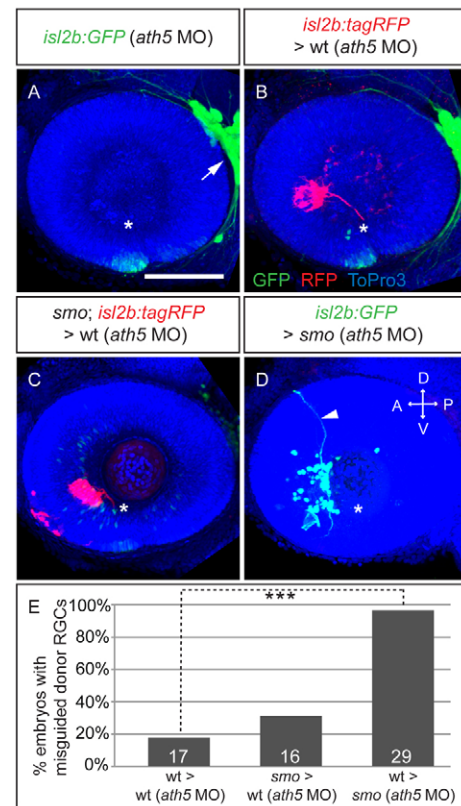 isl2b:GFP (ath5 MO)
isl2b:tagRFP
> wt (ath5 MO)
A
*
B
*
GFP RFP ToPro3
smo; isl2b:tagRFP
> wt (ath5 MO)
isl2b:GFP
> smo (ath5 MO)
C
*
D
D
A P
V
*
E
% embryos with
misguided donor RGCs
100%
80%
60%
40%
20%
0%
***
17
16
29
wt >
wt (ath5 MO)
smo >
wt (ath5 MO)
wt >
smo (ath5 MO)